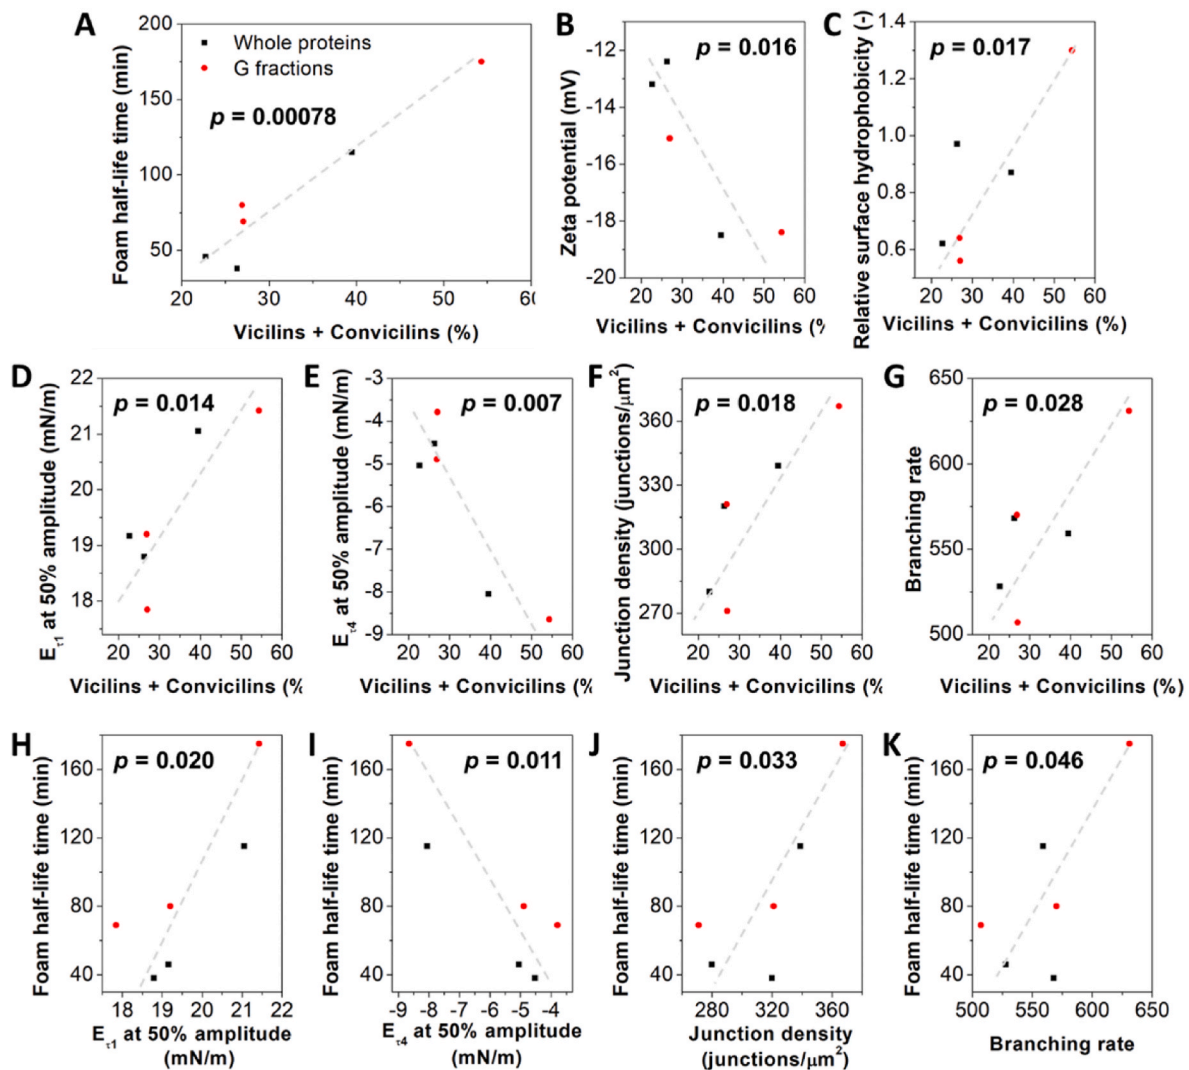 A
Foam half-life time (min)
200
150
100
50
20 30 40 50 60
Whole proteins
G fractions
p = 0.00078
Vicilins + Convicilins (%)
B
Zeta potential (mV)
-12
-14
-16
-18
-20
20 30 40 50 60
p = 0.016
Vicilins + Convicilins (%
C
Relative surface hydrophobicity (-)
1.4
1.2
1.0
0.8
0.6
20 30 40 50 60
p = 0.017
Vicilins + Convicilins (%)
D
Eτ1 at 50% amplitude (mN/m)
22
21
20
19
18
20 30 40 50 60
p = 0.014
Vicilins + Convicilins (%
E
Eτ4 at 50% amplitude (mN/m)
-3
-4
-5
-6
-7
-8
-9
20 30 40 50 60
p = 0.007
Vicilins + Convicilins (%
F
Junction density (junctions/μm²)
360
330
300
270
20 30 40 50 60
p = 0.018
Vicilins + Convicilins (%
G
Branching rate
650
600
550
500
20 30 40 50 60
p = 0.028
Vicilins + Convicilins (%)
H
Foam half-life time (min)
160
120
80
40
18 19 20 21 22
p = 0.020
Eτ1 at 50% amplitude
(mN/m)
I
Foam half-life time (min)
160
120
80
40
-9 -8 -7 -6 -5 -4
p = 0.011
Eτ4 at 50% amplitude
(mN/m)
J
Foam half-life time (min)
160
120
80
40
280 320 360
p = 0.033
Junction density
(junctions/μm²)
K
Foam half-life time (min)
160
120
80
40
500 550 600 650
p = 0.046
Branching rate